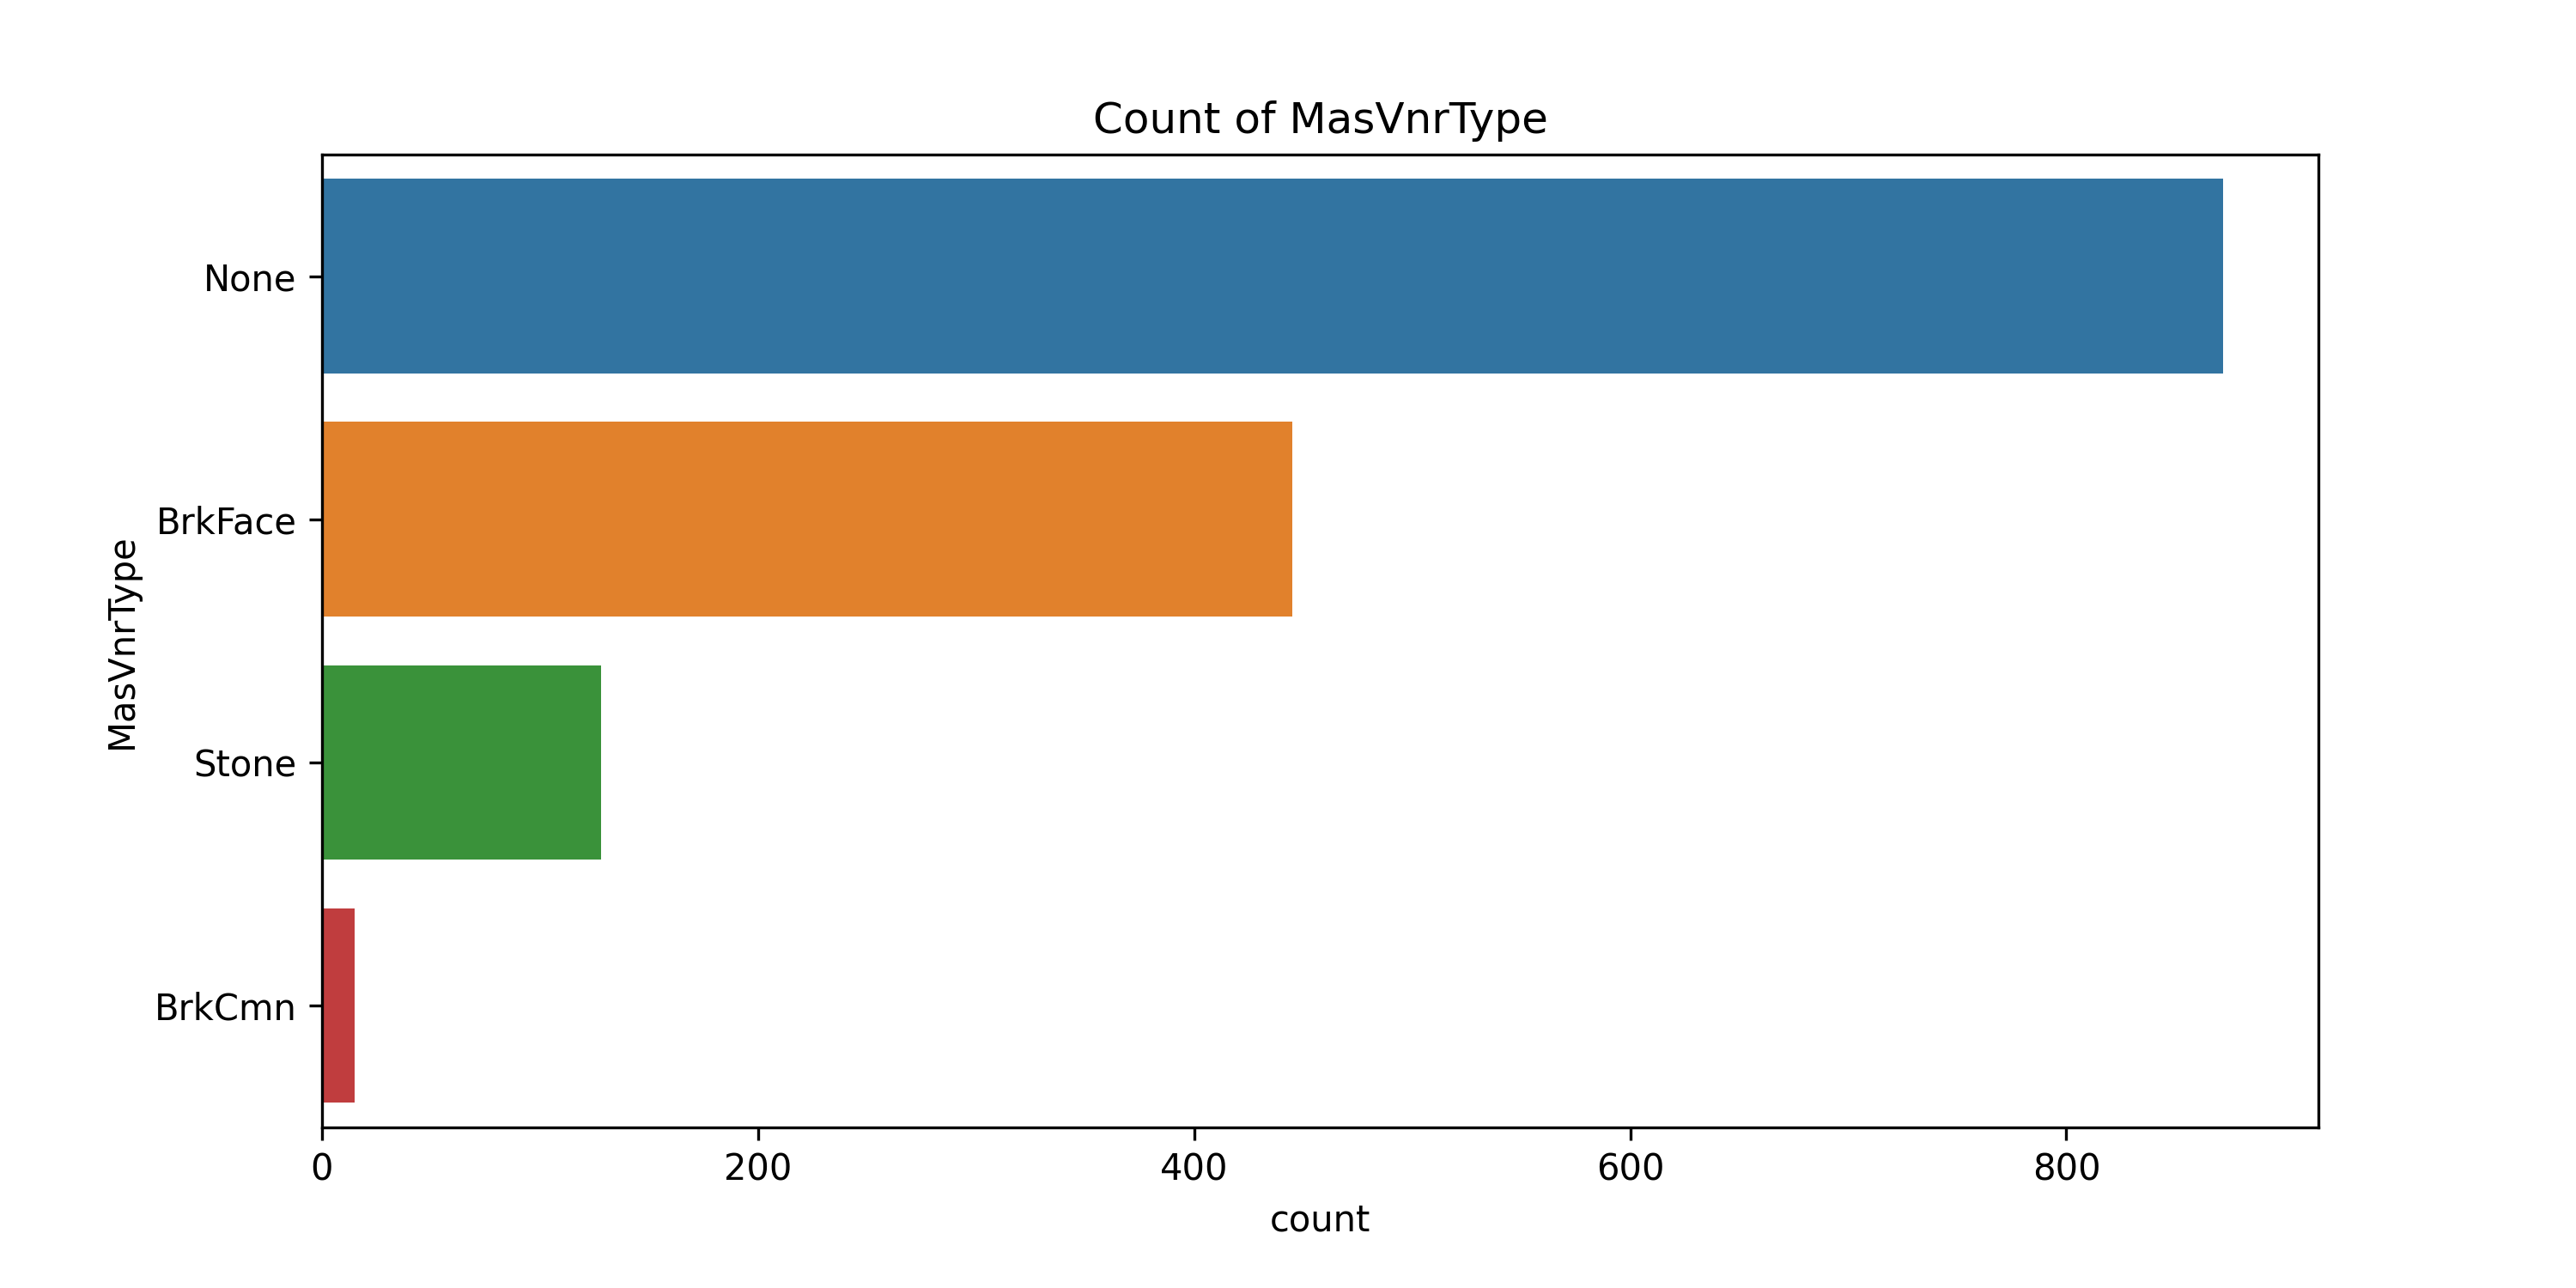 Count of MasVnrType
MasVnrType
None
BrkFace
Stone
BrkCmn
0 200 400 600 800
count